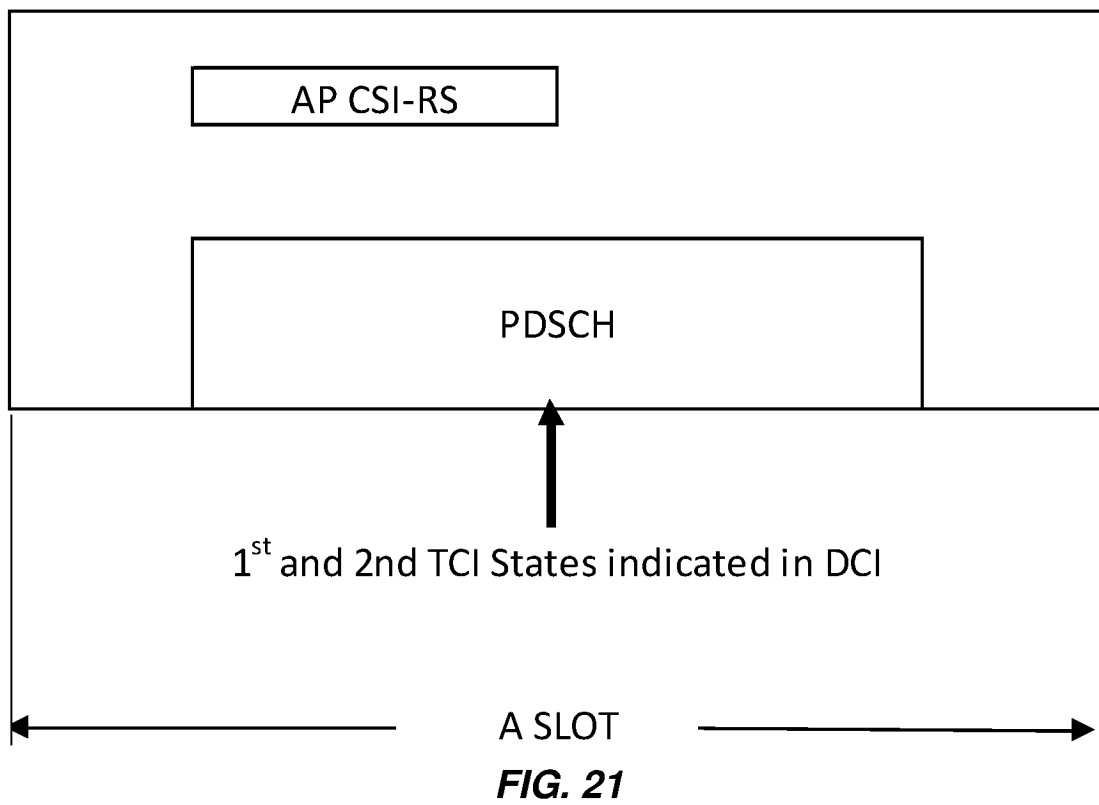 AP CSI-RS
PDSCH
1st and 2nd TCI States indicated in DCI
A SLOT
FIG. 21